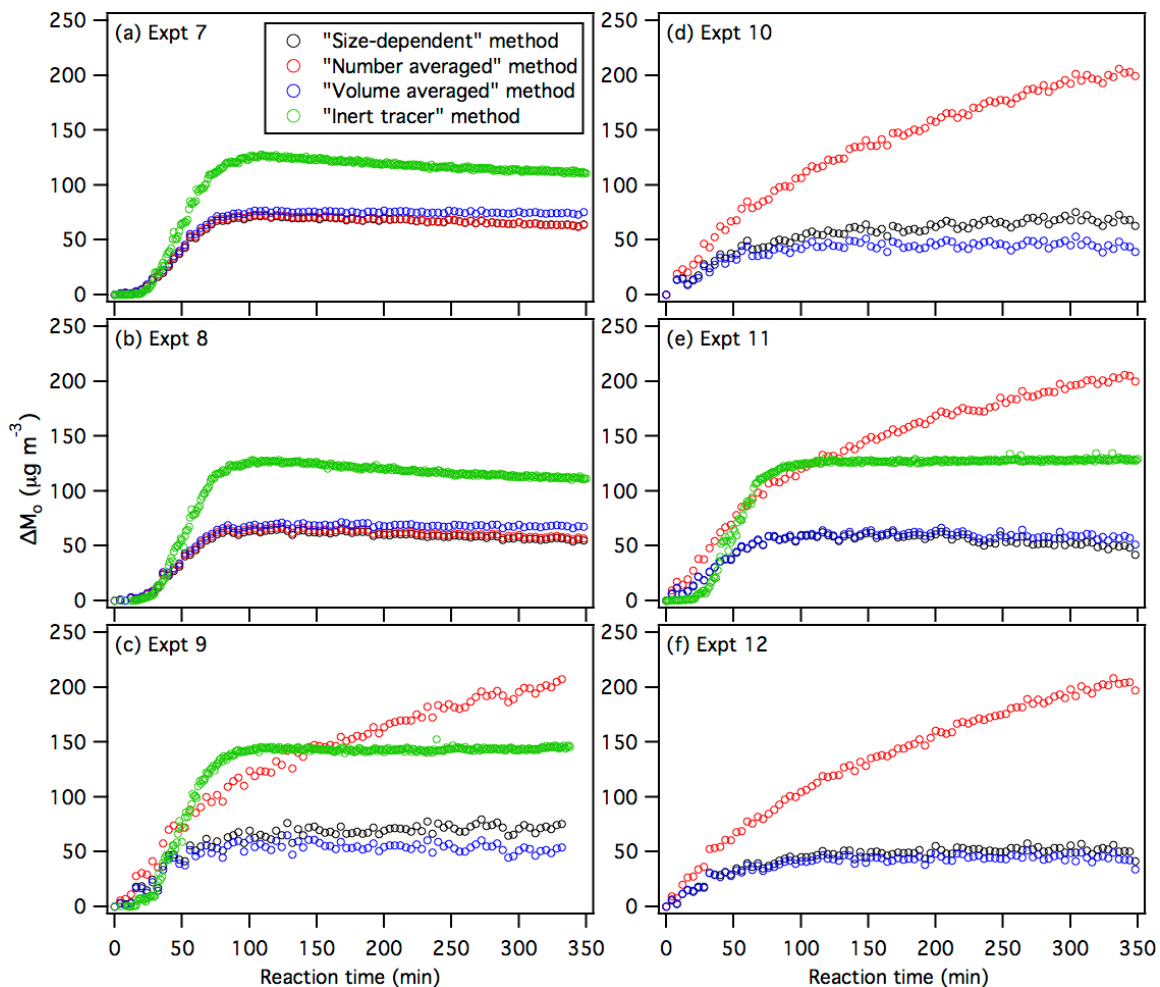 (a) Expt 7
"Size-dependent" method
"Number averaged" method
"Volume averaged" method
"Inert tracer" method
250
200
150
100
50
0
(d) Expt 10
250
200
150
100
50
0
(b) Expt 8
250
200
150
100
50
0
(e) Expt 11
250
200
150
100
50
0
ΔMₒ (μg m⁻³)
(c) Expt 9
250
200
150
100
50
0
(f) Expt 12
250
200
150
100
50
0
0 50 100 150 200 250 300 350
Reaction time (min)
0 50 100 150 200 250 300 350
Reaction time (min)